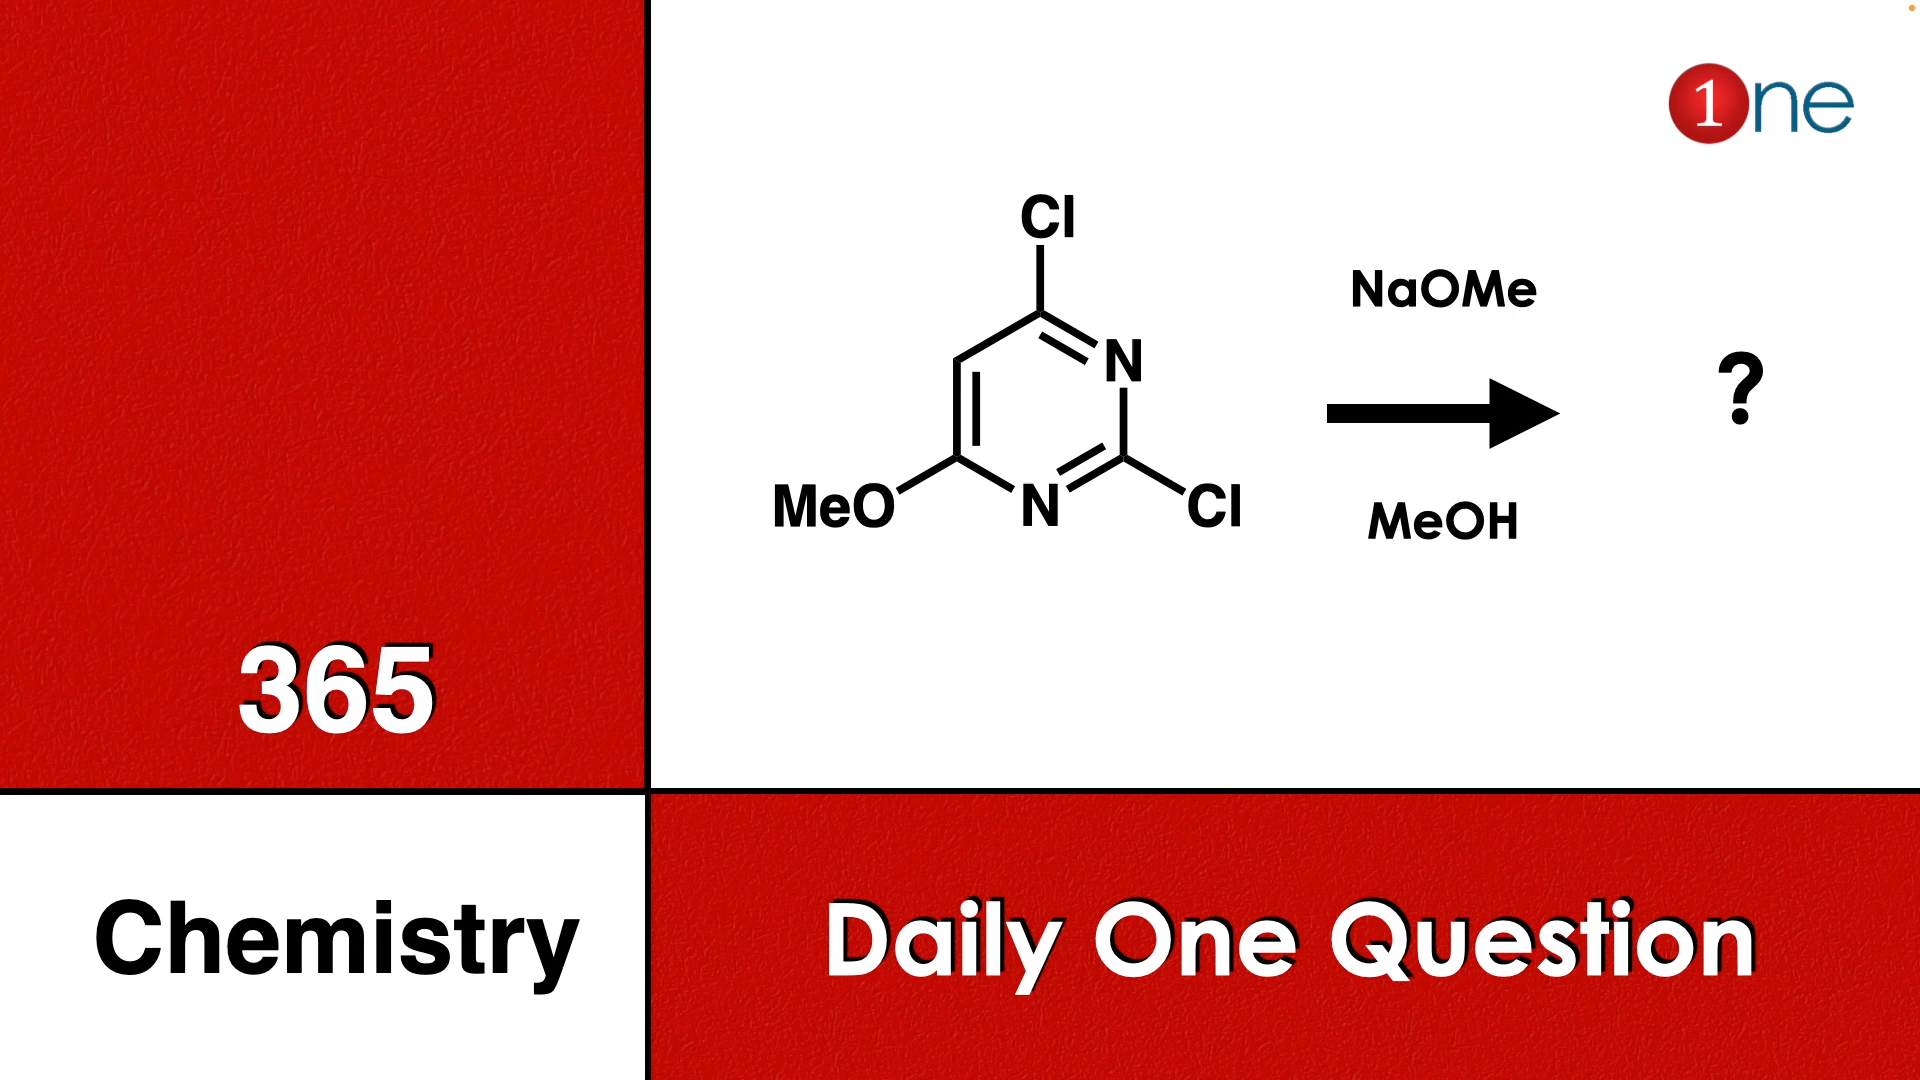 1ne
Cl
NaOMe
N
?
MeO
N
Cl
MeOH
365
Chemistry
Daily One Question